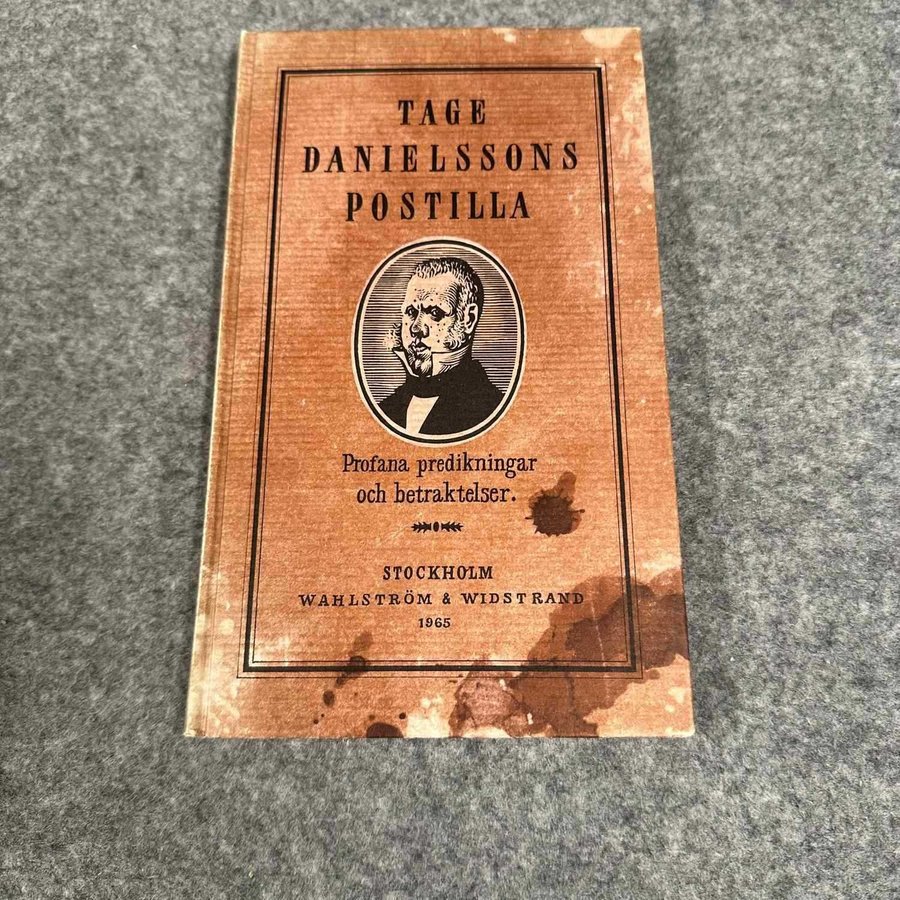 TAGE
DANIELSSONS
POSTILLA
Profana predikningar
och betraktelser.
STOCKHOLM
WAHLSTRÖM & WIDSTRAND
1965